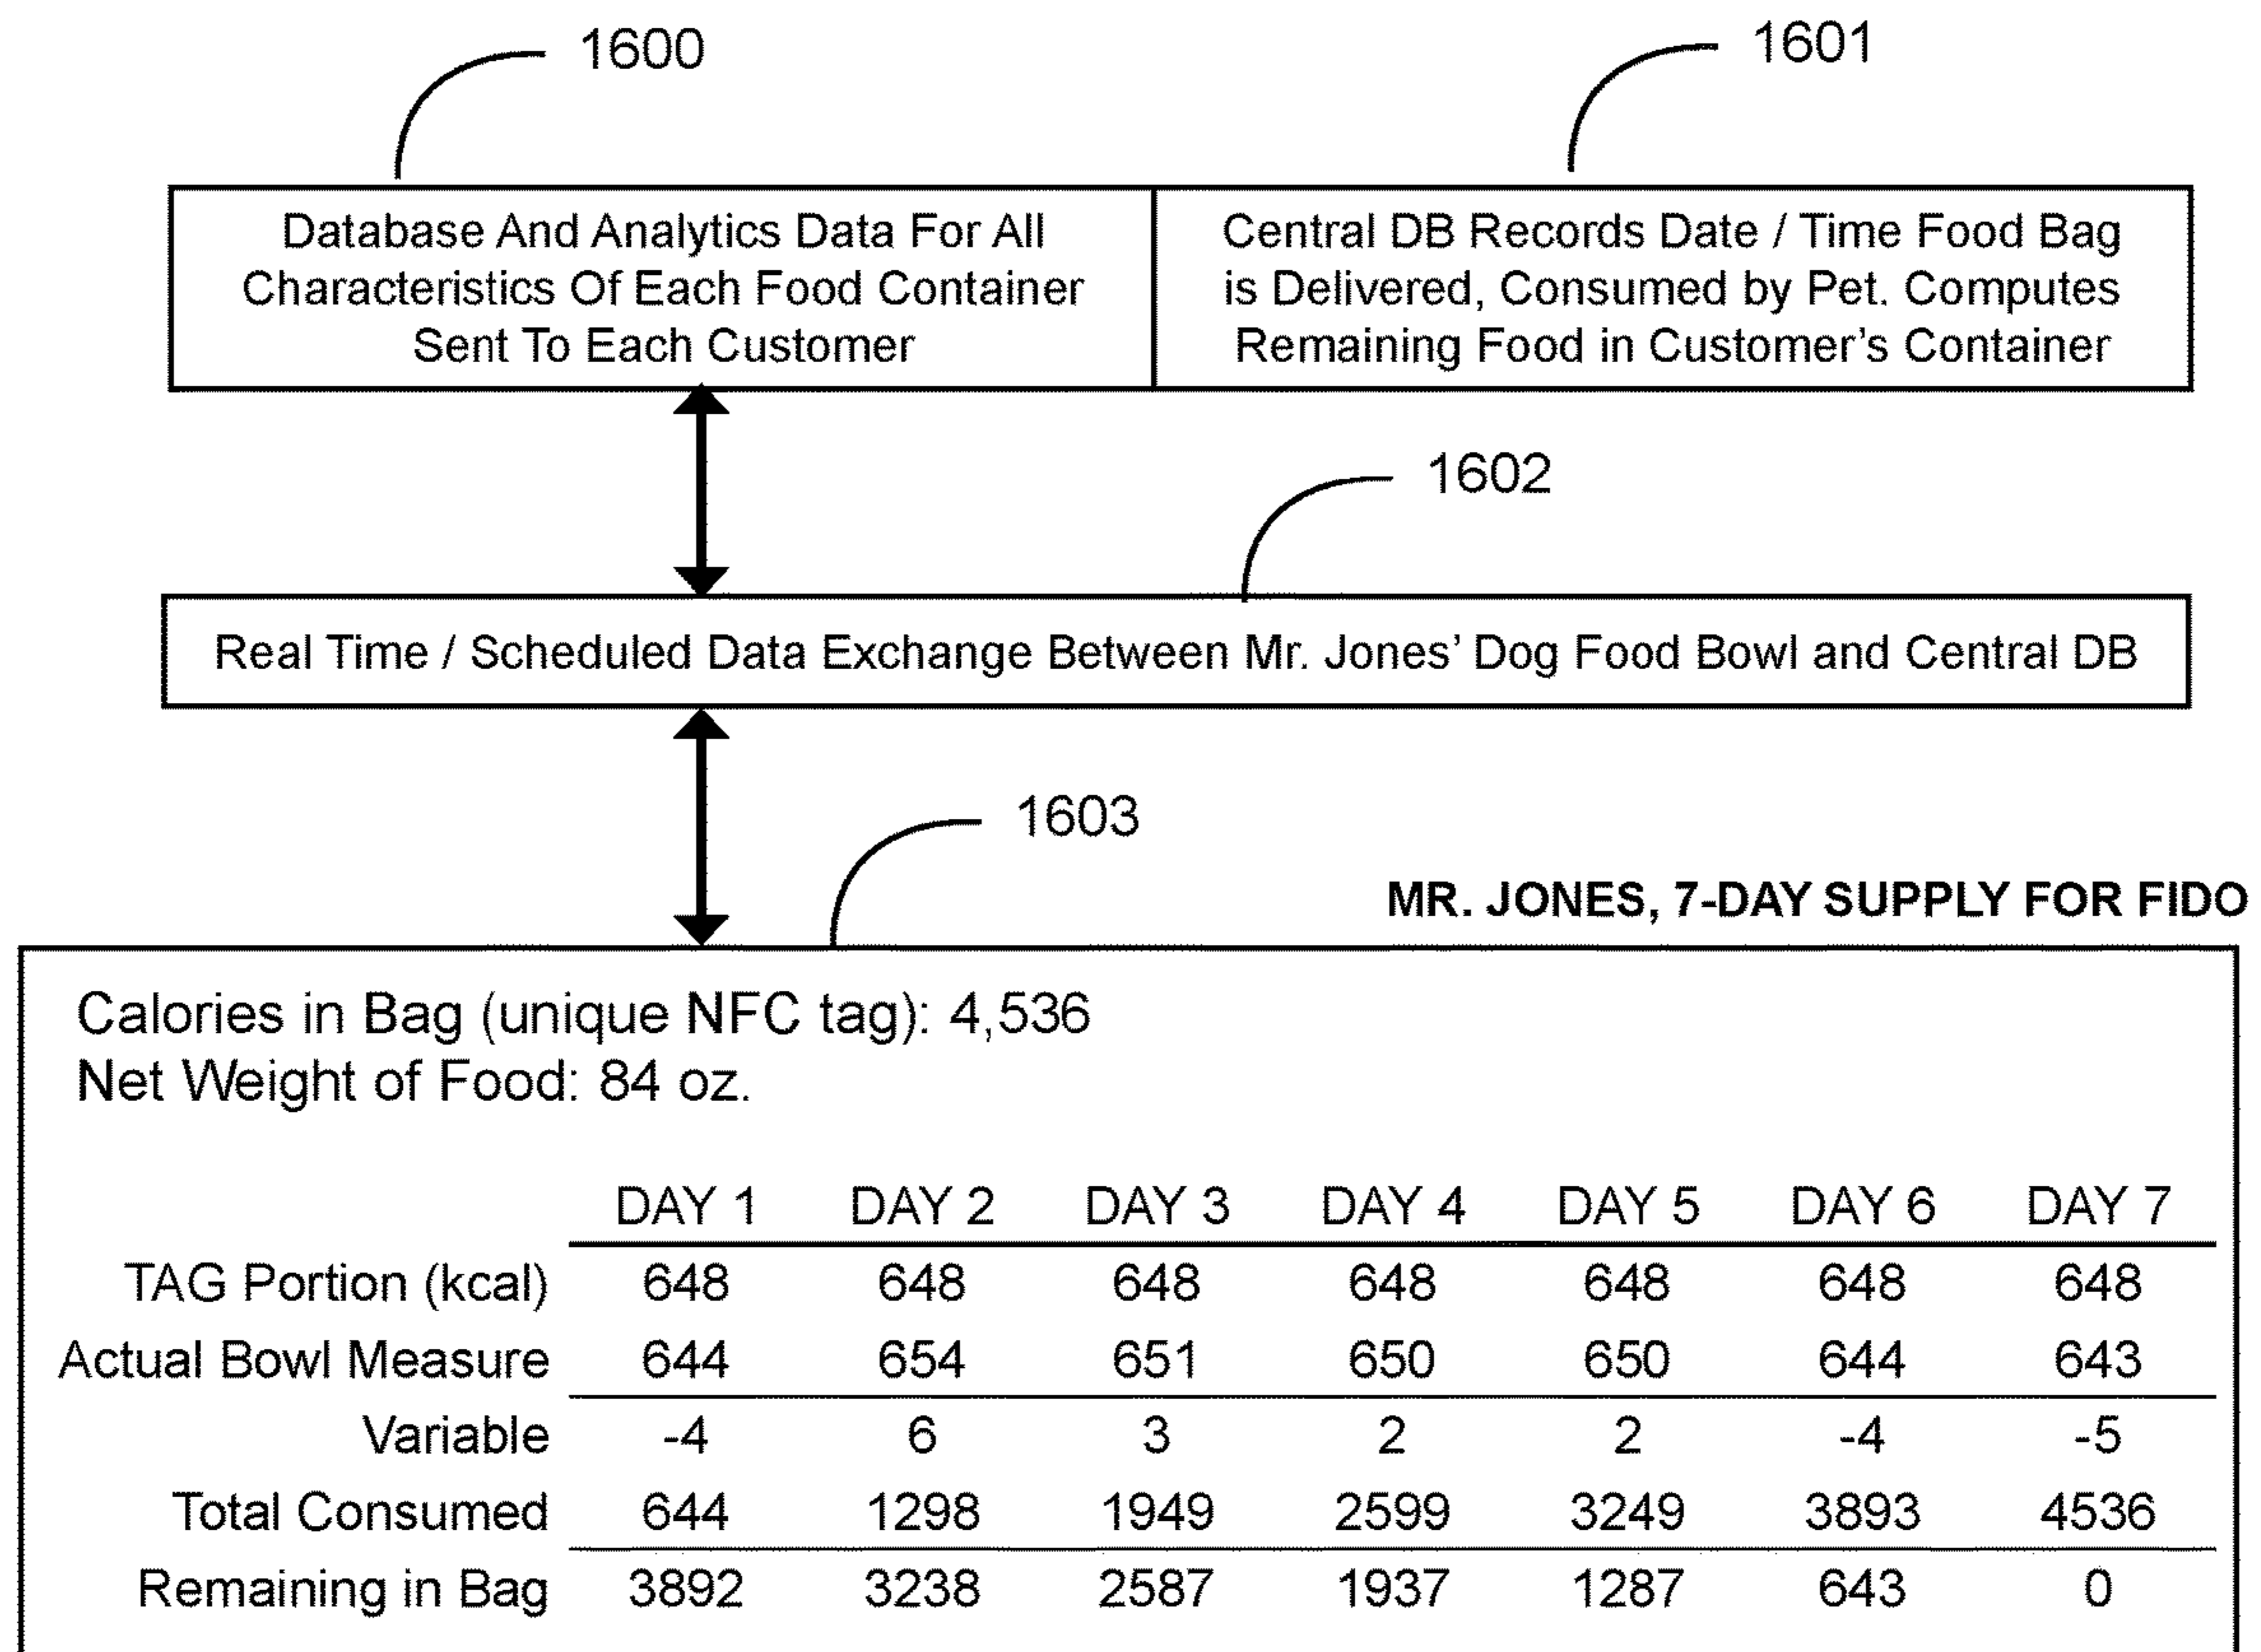 1600
1601
Database And Analytics Data For All
Characteristics Of Each Food Container
Sent To Each Customer
Central DB Records Date / Time Food Bag
is Delivered, Consumed by Pet. Computes
Remaining Food in Customer's Container
1602
Real Time / Scheduled Data Exchange Between Mr. Jones' Dog Food Bowl and Central DB
1603
MR. JONES, 7-DAY SUPPLY FOR FIDO
Calories in Bag (unique NFC tag): 4,536
Net Weight of Food: 84 oz.
DAY 1 DAY 2 DAY 3 DAY 4 DAY 5 DAY 6 DAY 7
TAG Portion (kcal) 648 648 648 648 648 648 648
Actual Bowl Measure 644 654 651 650 650 644 643
Variable -4 6 3 2 2 -4 -5
Total Consumed 644 1298 1949 2599 3249 3893 4536
Remaining in Bag 3892 3238 2587 1937 1287 643 0